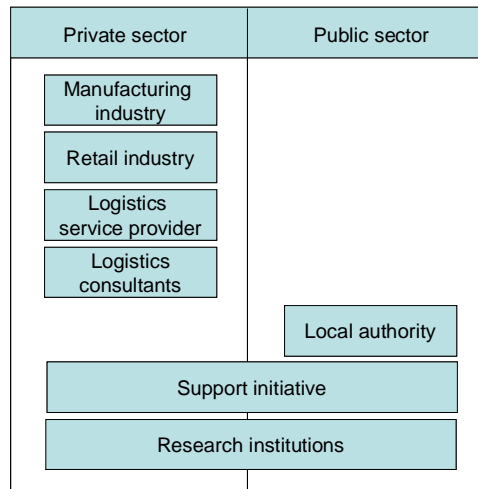 Private sector
Public sector
Manufacturing
industry
Retail industry
Logistics
service provider
Logistics
consultants
Local authority
Support initiative
Research institutions